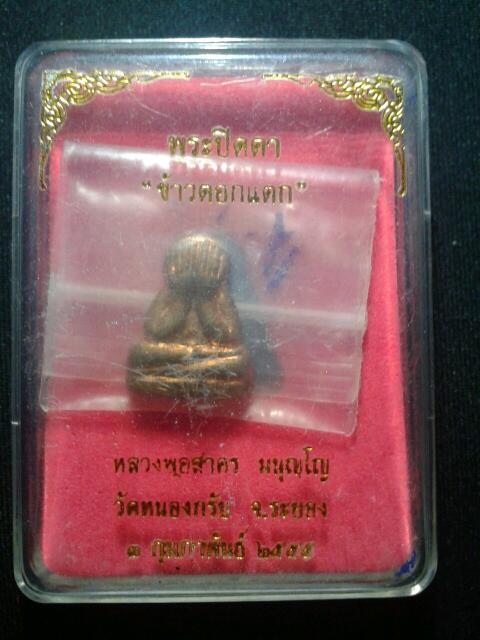 พระปิดตา
"ข้าวตอกแตก"
หลวงพ่อสาคร มนุญฺโญ
วัดหนองกรับ จ.ระยอง
๓ กุมภาพันธ์ ๒๕๕๕